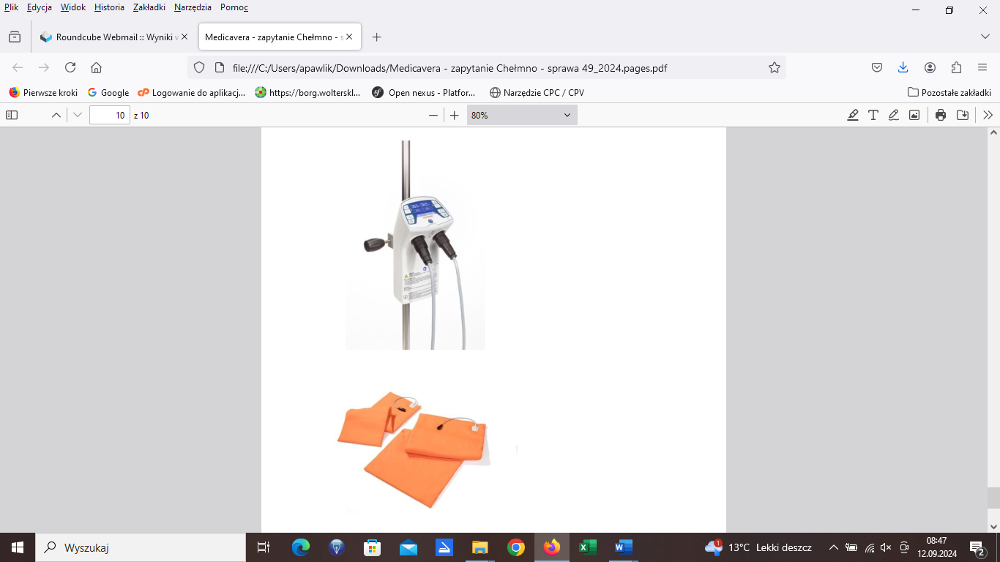 Plik Edycja Widok Historia Zakładki Narzędzia Pomoc
Roundcube Webmail :: Wyniki
Medicavera - zapytanie Chełmno -
file:///C:/Users/apawlik/Downloads/Medicavera - zapytanie Chełmno - sprawa 49_2024.pages.pdf
Pierwsze kroki
Google
Logowanie do aplikacj...
https://borg.wolterskl...
Open nexus - Platfor...
Narzędzie CPC / CPV
Pozostałe zakładki
10 z 10
80%
Wyszukaj
1
13°C Lekki deszcz
08:47
12.09.2024
2